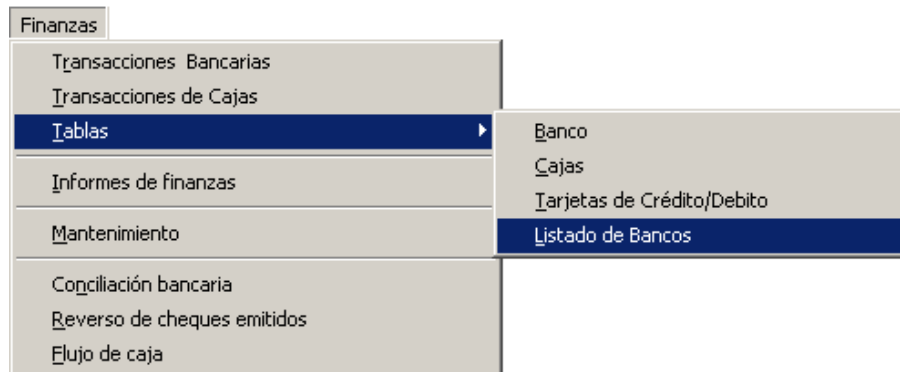 Finanzas
Transacciones  Bancarias
Transacciones de Cajas
Tablas
Informes de finanzas
Mantenimiento
Conciliación bancaria
Reverso de cheques emitidos
Flujo de caja
Banco
Cajas
Tarjetas de Crédito/Debito
Listado de Bancos